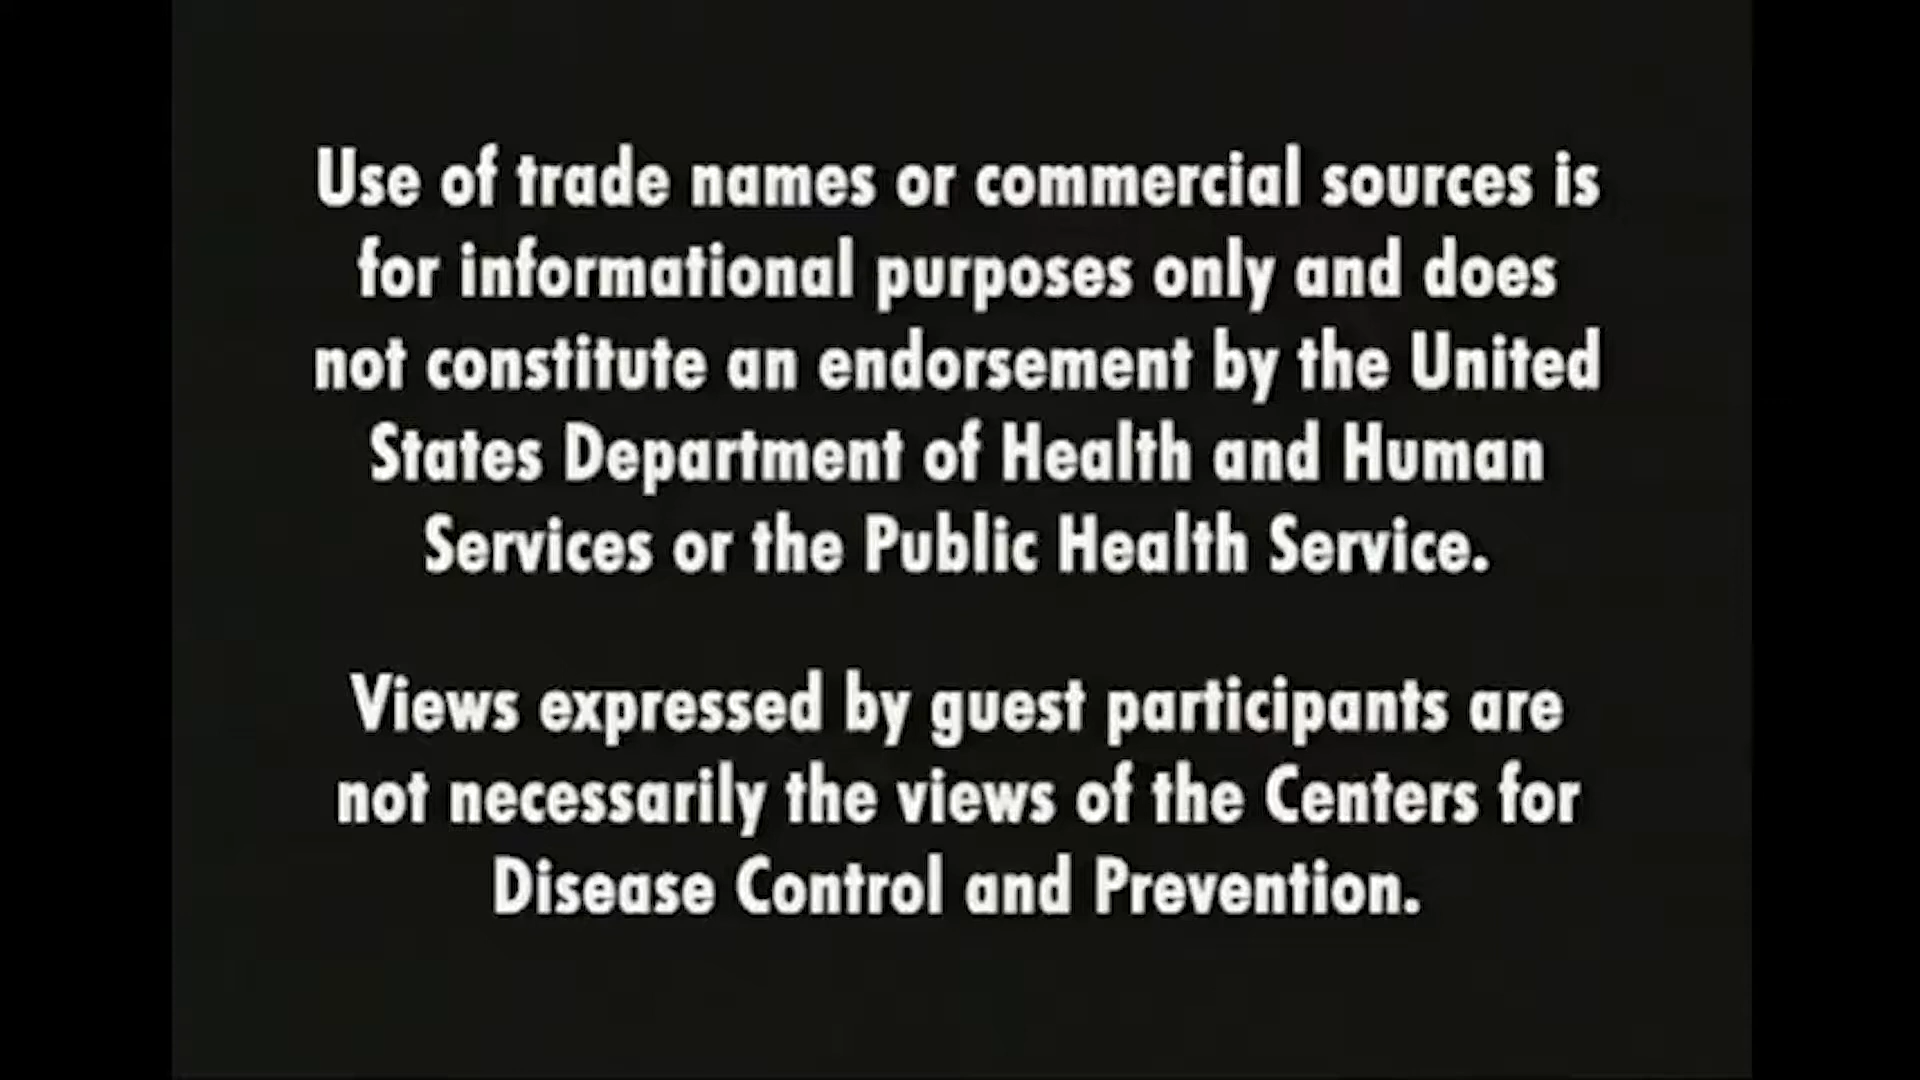 Use of trade names or commercial sources is
for informational purposes only and does
not constitute an endorsement by the United
States Department of Health and Human
Services or the Public Health Service.
Views expressed by guest participants are
not necessarily the views of the Centers for
Disease Control and Prevention.